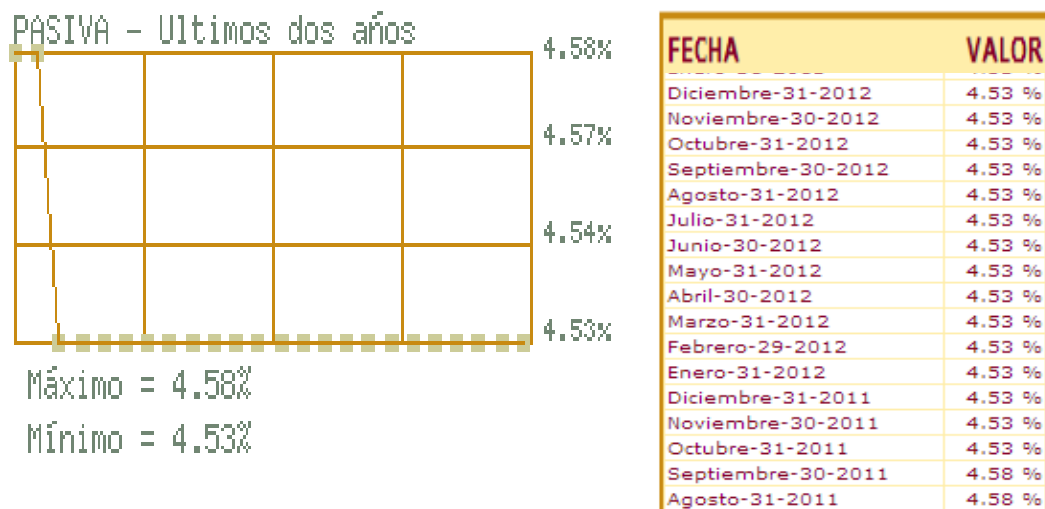 PASIVA - Ultimos dos años
4.58%
4.57%
4.54%
4.53%
Máximo = 4.58%
Mínimo = 4.53%
FECHA VALOR
Diciembre-31-2012 4.53 %
Noviembre-30-2012 4.53 %
Octubre-31-2012 4.53 %
Septiembre-30-2012 4.53 %
Agosto-31-2012 4.53 %
Julio-31-2012 4.53 %
Junio-30-2012 4.53 %
Mayo-31-2012 4.53 %
Abril-30-2012 4.53 %
Marzo-31-2012 4.53 %
Febrero-29-2012 4.53 %
Enero-31-2012 4.53 %
Diciembre-31-2011 4.53 %
Noviembre-30-2011 4.53 %
Octubre-31-2011 4.53 %
Septiembre-30-2011 4.58 %
Agosto-31-2011 4.58 %